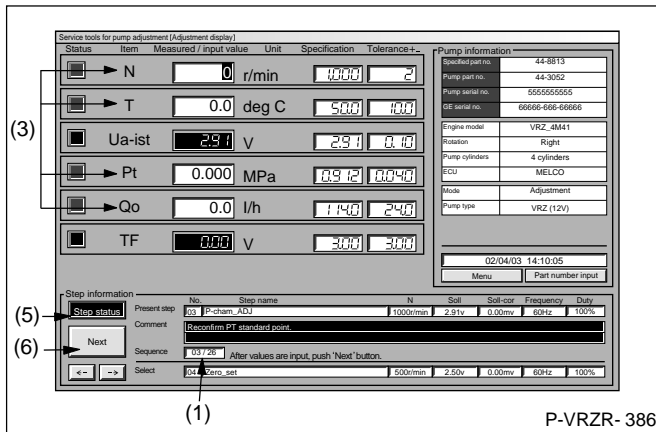 Service tools for pump adjustment [Adjustment display]
Status Item Measured / input value Unit Specification Tolerance+_
N 0 r/min 1,000 2
T 0.0 deg C 50.0 10.0
(3)
Ua-ist 2.91 V 2.91 0.10
Pt 0.000 MPa 0.912 0.040
Qo 0.0 l/h 114.0 24.0
TF 0.00 V 3.00 3.00
Pump information
Specified part no. 44-8813
Pump part no. 44-3052
Pump serial no. 5555555555
GE serial no. 66666-666-66666
Engine model VRZ_4M41
Rotation Right
Pump cylinders 4 cylinders
ECU MELCO
Mode Adjustment
Pump type VRZ (12V)
02/04/03 14:10:05
Menu Part number input
Step information
No. Step name N Soll Soll-cor Frequency Duty
(5) Step status Present step 03 P-cham_ADJ 1000r/min 2.91v 0.00mv 60Hz 100%
Comment Reconfirm PT standard point.
(6) Next
Sequence 03 / 26 After values are input, push 'Next' button.
<- -> Select 04 Zero_set 500r/min 2.50v 0.00mv 60Hz 100%
(1)
P-VRZR- 386